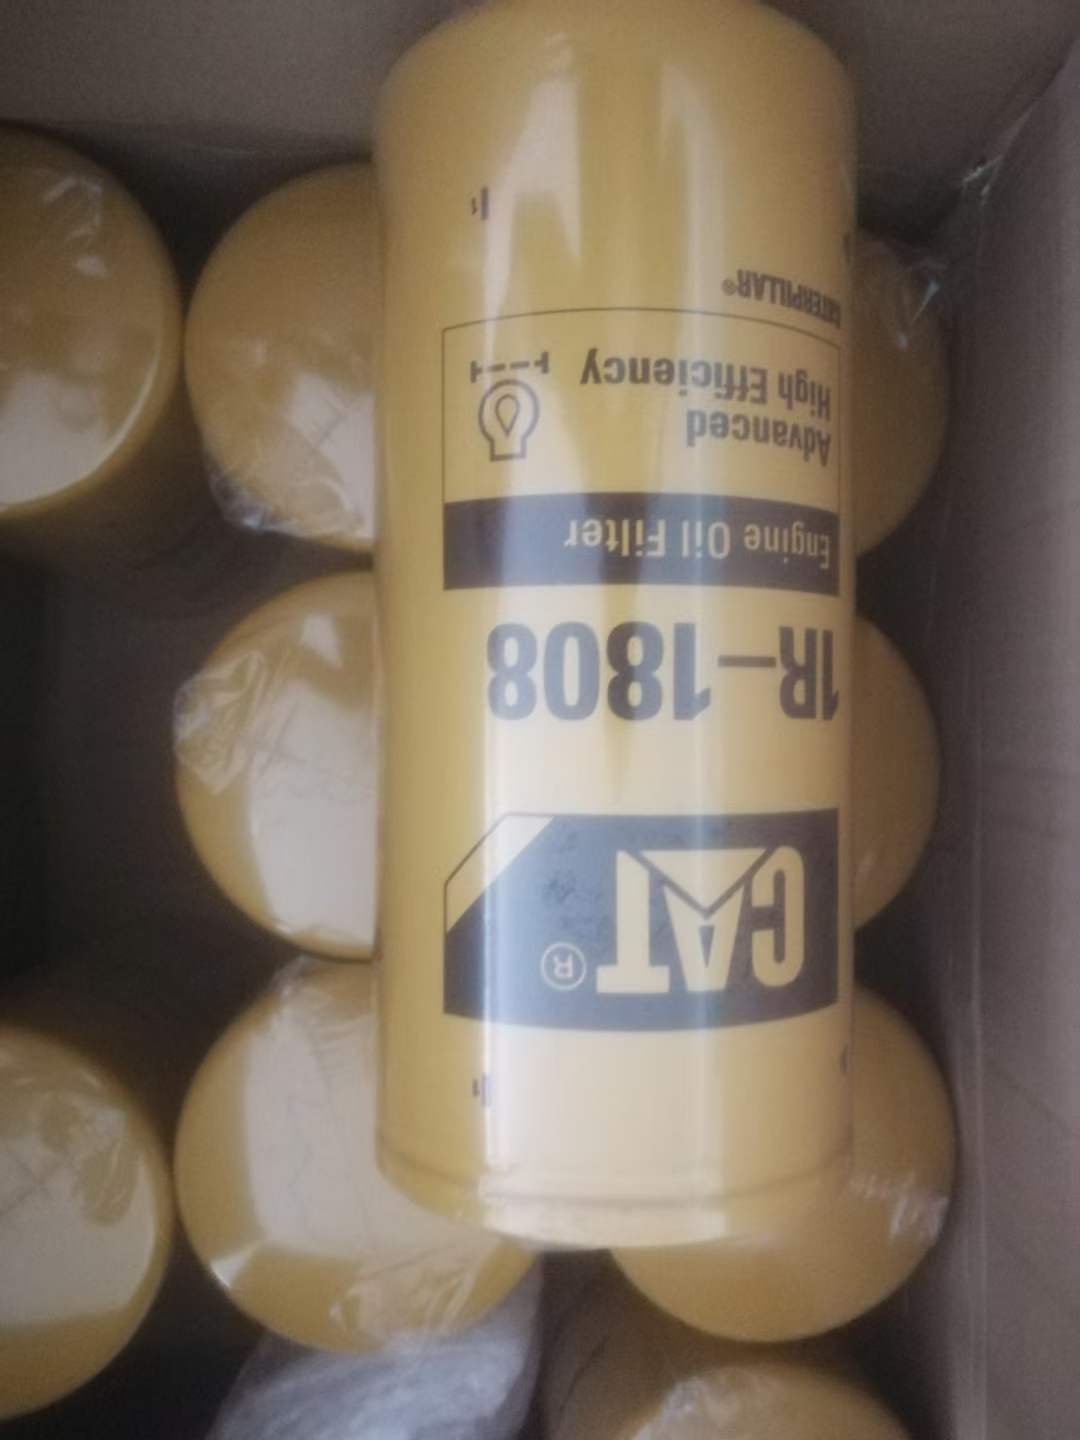 CAT®
1R-1808
Engine Oil Filter
Advanced
High Efficiency
CATERPILLAR®